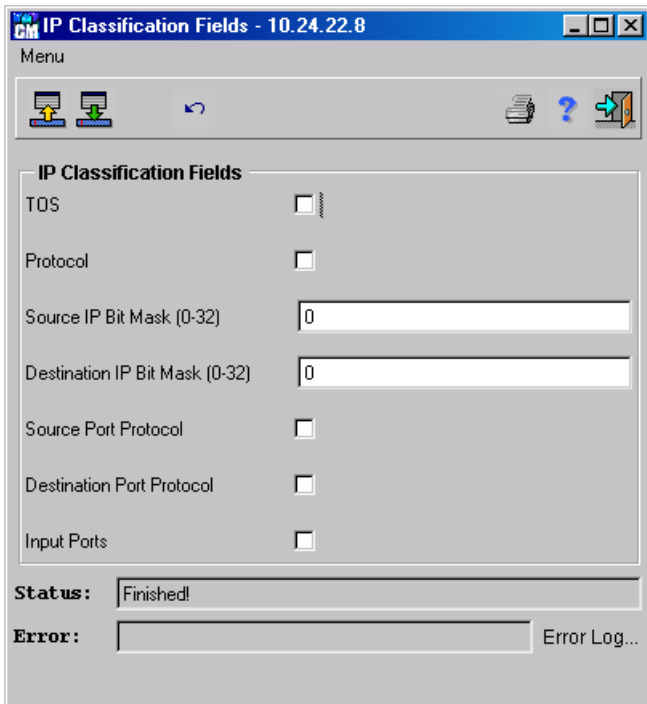 GM IP Classification Fields - 10.24.22.8
Menu
?
IP Classification Fields
TOS
Protocol
Source IP Bit Mask (0-32) 0
Destination IP Bit Mask (0-32) 0
Source Port Protocol
Destination Port Protocol
Input Ports
Status: Finished!
Error: Error Log...